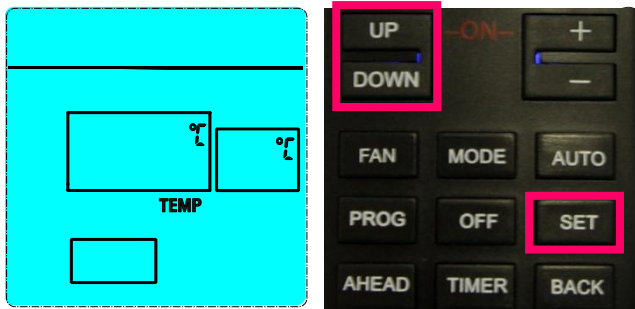 °C
°C
TEMP
UP
-ON-
+
DOWN
−
FAN MODE AUTO
PROG OFF SET
AHEAD TIMER BACK